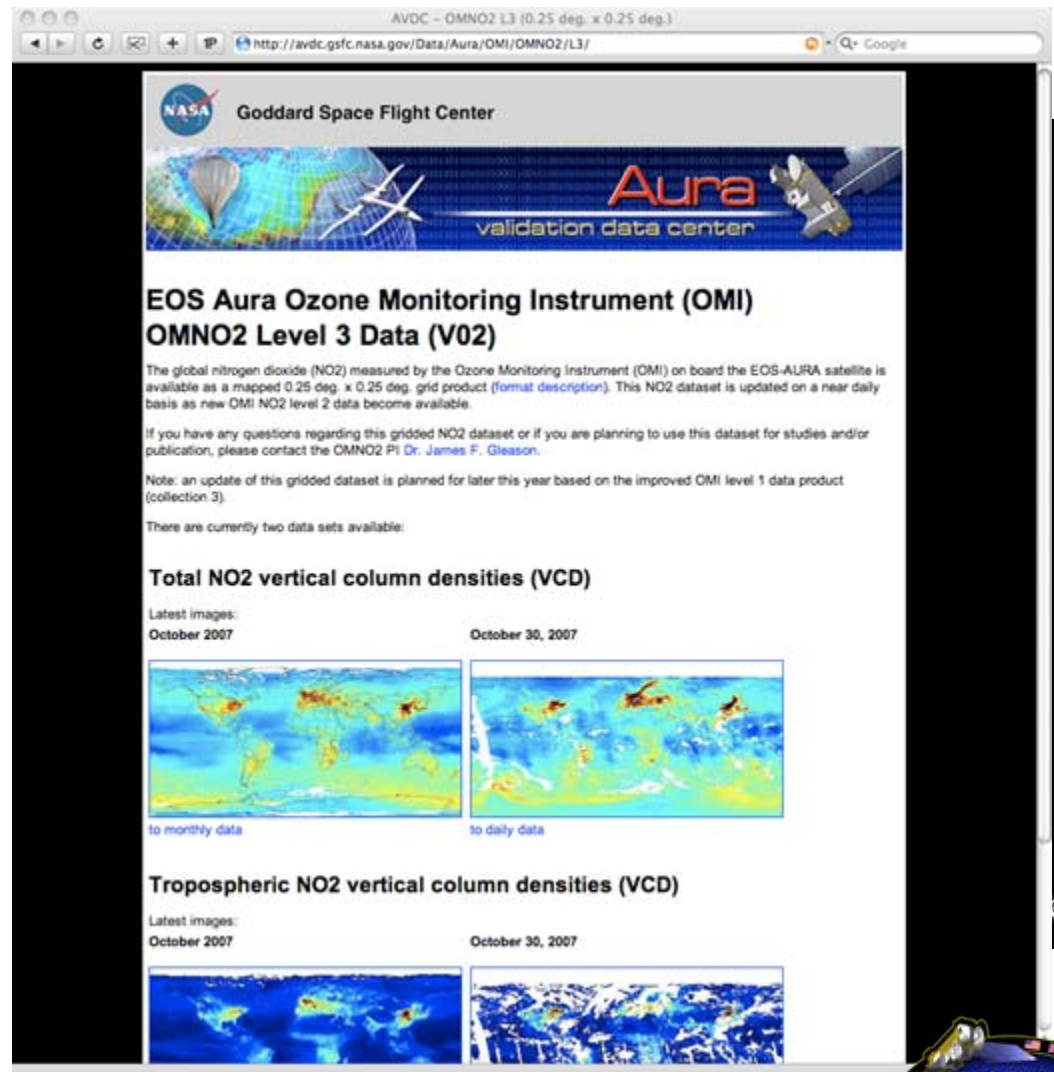 AVDC - OMNO2 L3 (0.25 deg. x 0.25 deg.)
http://avdc.gsfc.nasa.gov/Data/Aura/OMI/OMNO2/L3/
Google
NASA
Goddard Space Flight Center
Aura
validation data center
EOS Aura Ozone Monitoring Instrument (OMI)
OMNO2 Level 3 Data (V02)
The global nitrogen dioxide (NO2) measured by the Ozone Monitoring Instrument (OMI) on board the EOS-AURA satellite is
available as a mapped 0.25 deg. x 0.25 deg. grid product (format description). This NO2 dataset is updated on a near daily
basis as new OMI NO2 level 2 data become available.
If you have any questions regarding this gridded NO2 dataset or if you are planning to use this dataset for studies and/or
publication, please contact the OMNO2 PI Dr. James F. Gleason.
Note: an update of this gridded dataset is planned for later this year based on the improved OMI level 1 data product
(collection 3).
There are currently two data sets available:
Total NO2 vertical column densities (VCD)
Latest images:
October 2007 October 30, 2007
to monthly data to daily data
Tropospheric NO2 vertical column densities (VCD)
Latest images:
October 2007 October 30, 2007